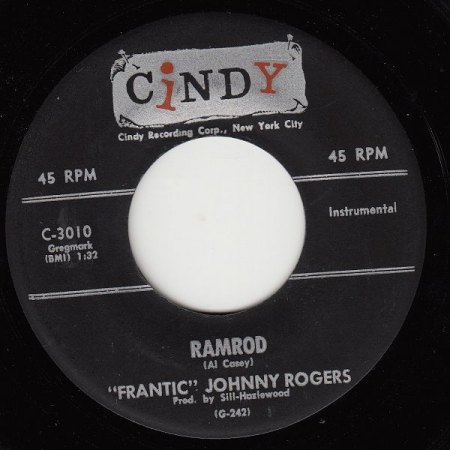 CiNDY
Cindy Recording Corp., New York City
45 RPM
45 RPM
C-3010
Gregmark
(BMI) 1:32
Instrumental
RAMROD
(Al Casey)
"FRANTIC" JOHNNY ROGERS
Prod. by Sill-Hazlewood
(G-242)